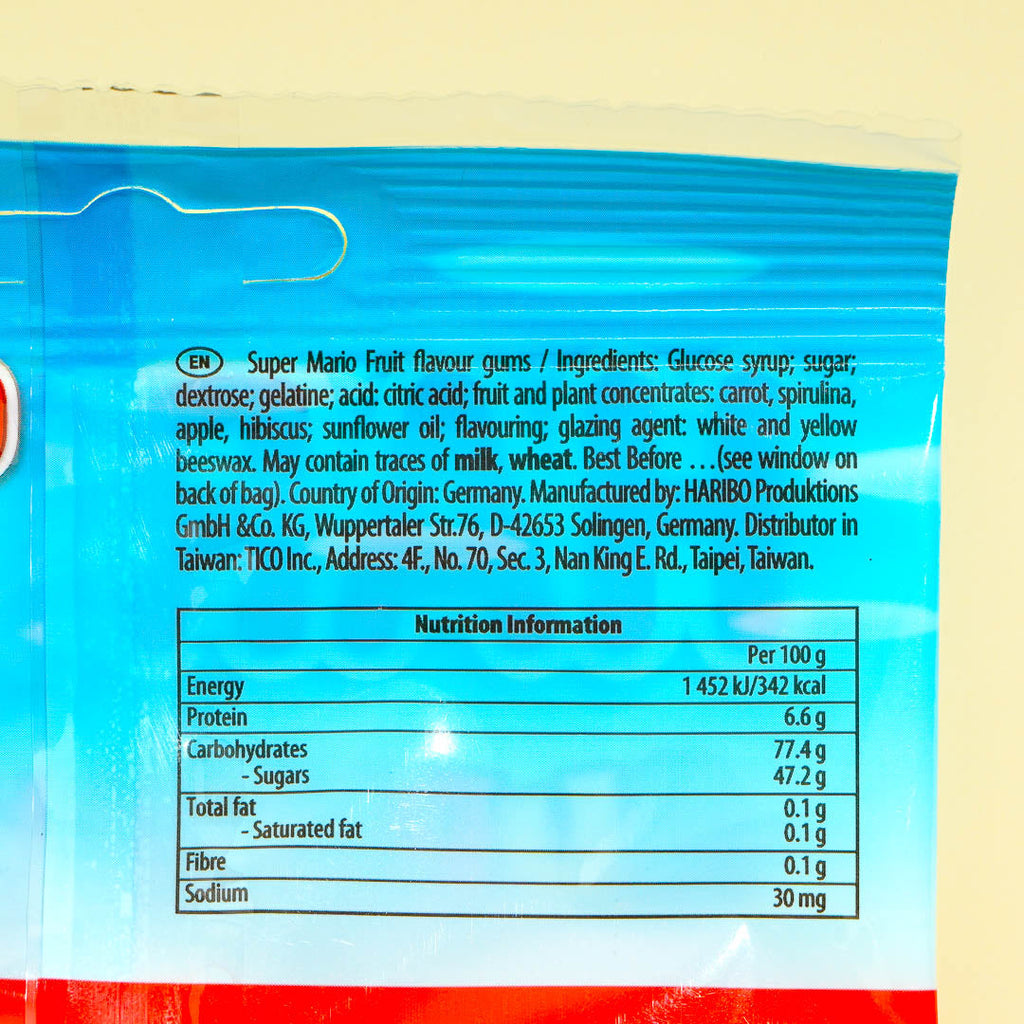 EN Super Mario Fruit flavour gums / Ingredients: Glucose syrup; sugar;
dextrose; gelatine; acid: citric acid; fruit and plant concentrates: carrot, spirulina,
apple, hibiscus; sunflower oil; flavouring; glazing agent: white and yellow
beeswax. May contain traces of milk, wheat. Best Before ...(see window on
back of bag). Country of Origin: Germany. Manufactured by: HARIBO Produktions
GmbH &Co. KG, Wuppertaler Str.76, D-42653 Solingen, Germany. Distributor in
Taiwan: TICO Inc., Address: 4F., No. 70, Sec. 3, Nan King E. Rd., Taipei, Taiwan.
Nutrition Information
Per 100 g
Energy 1 452 kJ/342 kcal
Protein 6.6 g
Carbohydrates 77.4 g
- Sugars 47.2 g
Total fat 0.1 g
- Saturated fat 0.1 g
Fibre 0.1 g
Sodium 30 mg